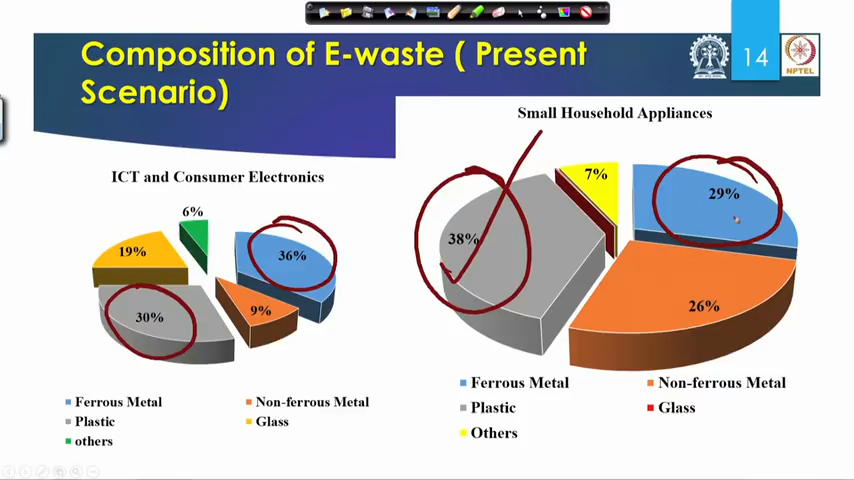 Composition of E-waste ( Present
Scenario)
14
NPTEL
Small Household Appliances
ICT and Consumer Electronics
7%
29%
38%
26%
6%
19%
36%
30%
9%
Ferrous Metal
Non-ferrous Metal
Plastic
Glass
others
Ferrous Metal
Non-ferrous Metal
Plastic
Glass
Others